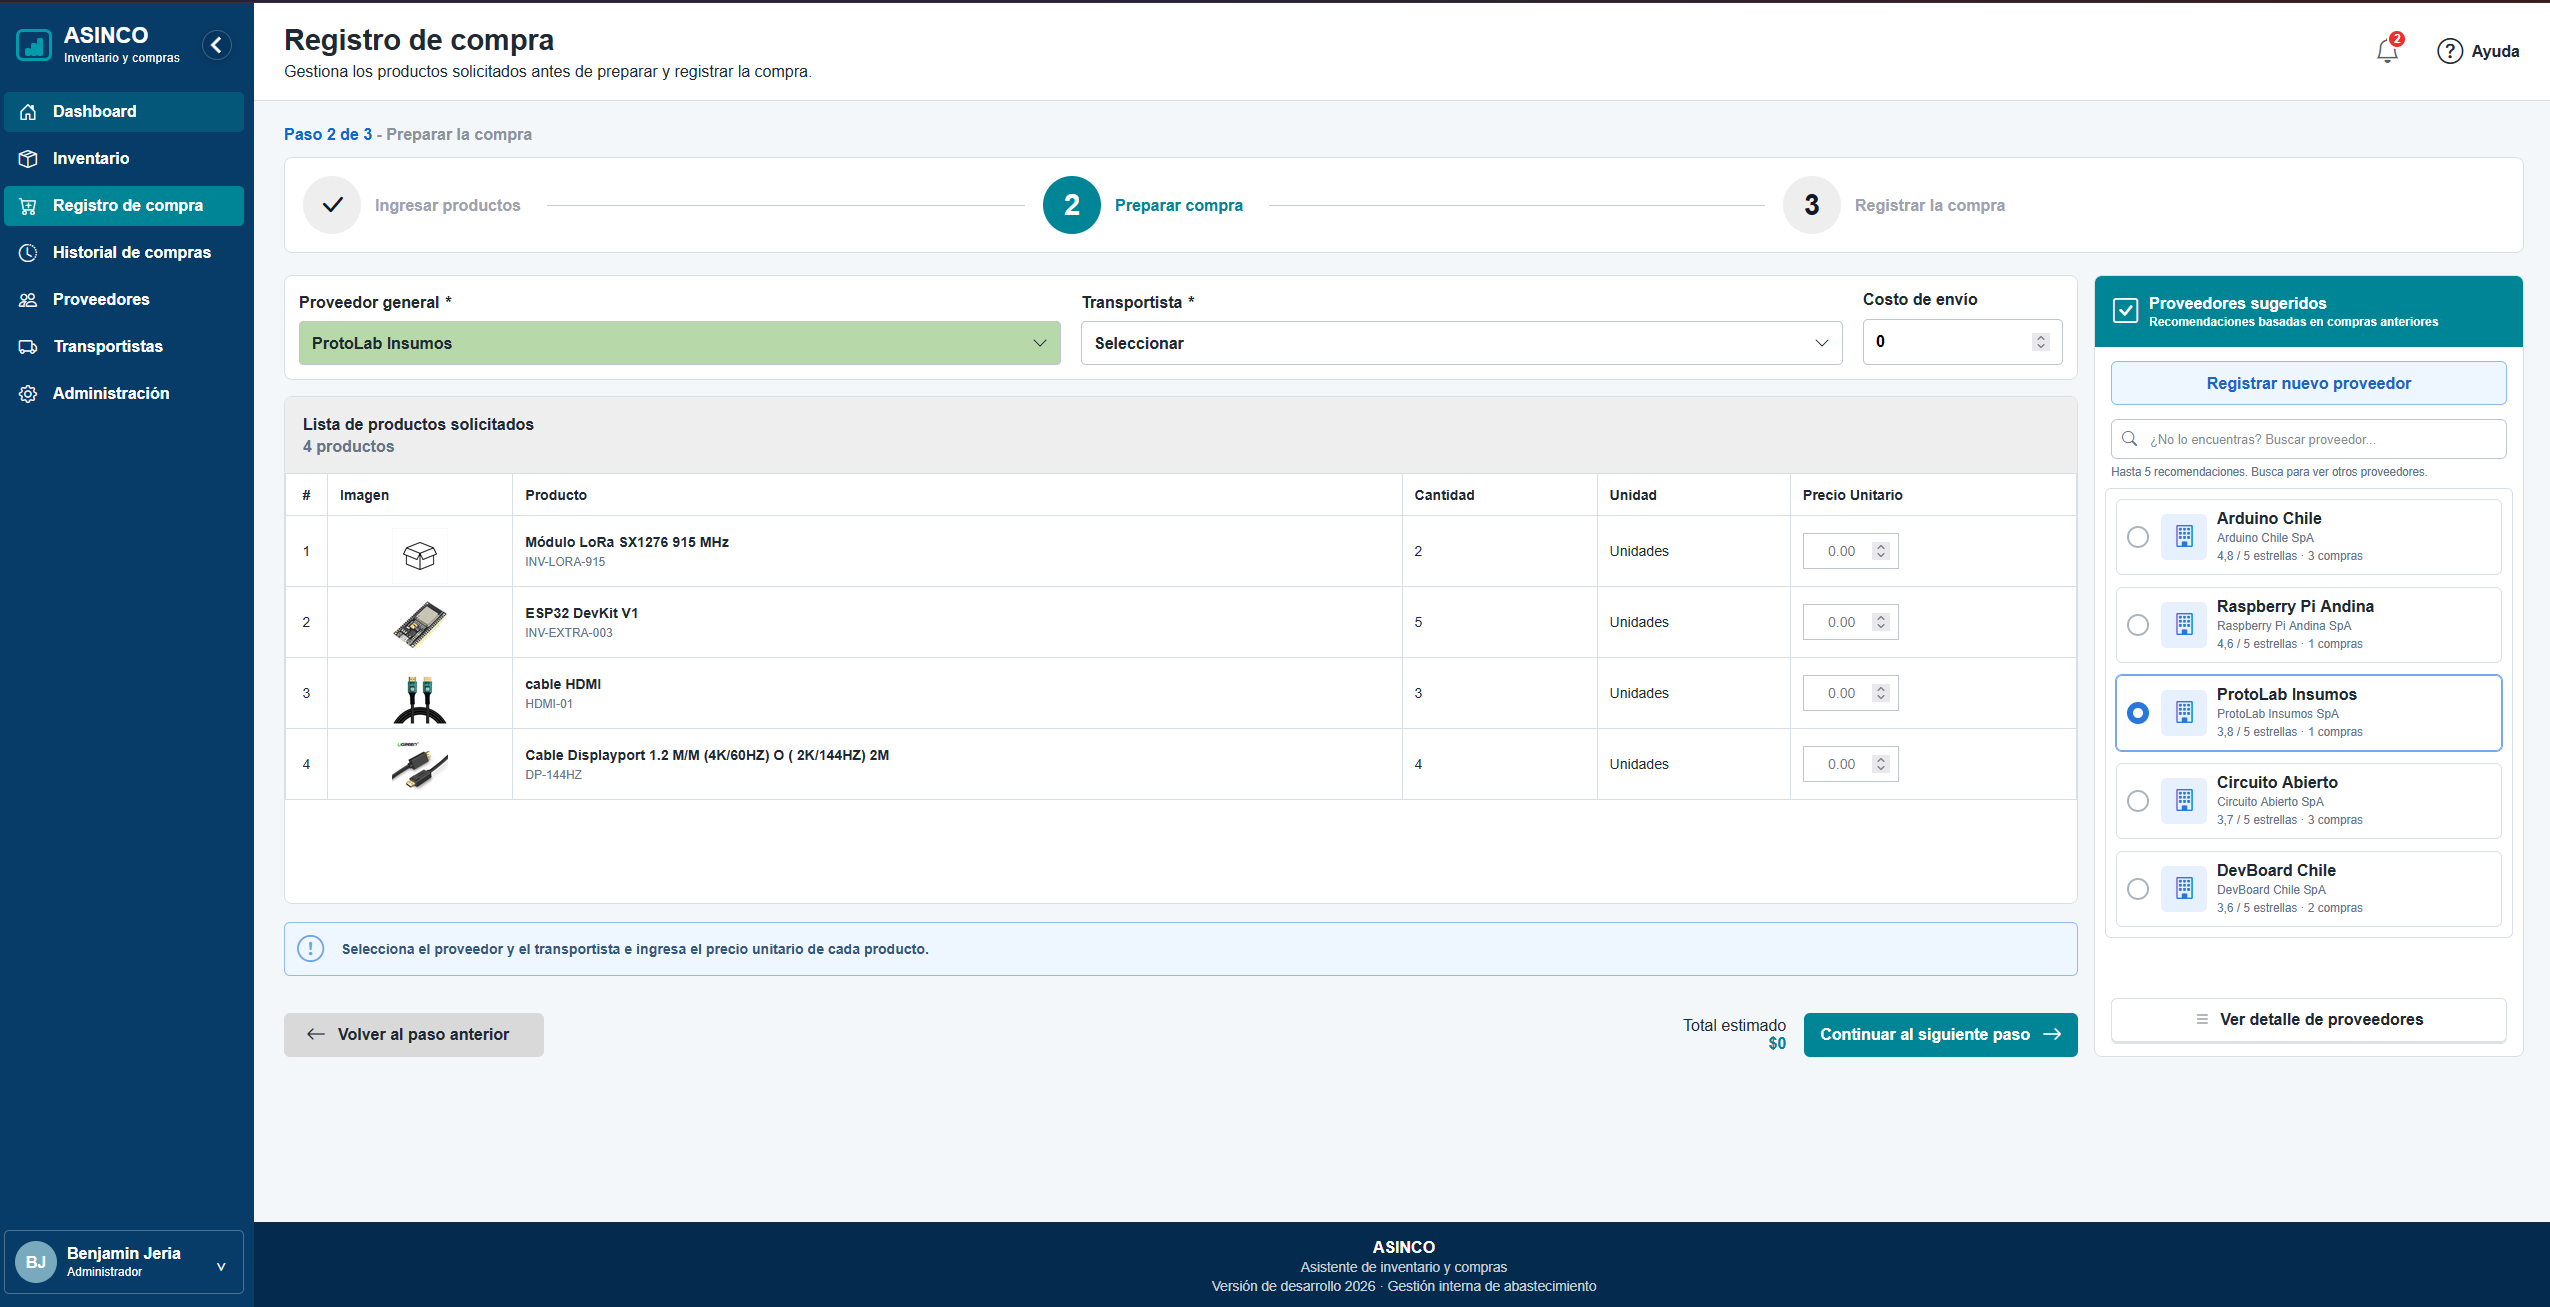 ASINCO
Inventario y compras
Dashboard
Inventario
Registro de compra
Historial de compras
Proveedores
Transportistas
Administración
BJ
Benjamin Jeria
Administrador
Registro de compra
Gestiona los productos solicitados antes de preparar y registrar la compra.
2
? Ayuda
Paso 2 de 3 - Preparar la compra
Ingresar productos
2 Preparar compra
3 Registrar la compra
Proveedor general *
ProtoLab Insumos
Transportista *
Seleccionar
Costo de envío
0
Lista de productos solicitados
4 productos
# Imagen Producto Cantidad Unidad Precio Unitario
1 Módulo LoRa SX1276 915 MHz 2 Unidades 0.00
INV-LORA-915
2 ESP32 DevKit V1 5 Unidades 0.00
INV-EXTRA-003
3 cable HDMI 3 Unidades 0.00
HDMI-01
4 Cable Displayport 1.2 M/M (4K/60HZ) O ( 2K/144HZ) 2M 4 Unidades 0.00
DP-144HZ
Selecciona el proveedor y el transportista e ingresa el precio unitario de cada producto.
Volver al paso anterior
Total estimado
$0
Continuar al siguiente paso
Proveedores sugeridos
Recomendaciones basadas en compras anteriores
Registrar nuevo proveedor
¿No lo encuentras? Buscar proveedor...
Hasta 5 recomendaciones. Busca para ver otros proveedores.
Arduino Chile
Arduino Chile SpA
4,8 / 5 estrellas · 3 compras
Raspberry Pi Andina
Raspberry Pi Andina SpA
4,6 / 5 estrellas · 1 compras
ProtoLab Insumos
ProtoLab Insumos SpA
3,8 / 5 estrellas · 1 compras
Circuito Abierto
Circuito Abierto SpA
3,7 / 5 estrellas · 3 compras
DevBoard Chile
DevBoard Chile SpA
3,6 / 5 estrellas · 2 compras
Ver detalle de proveedores
ASINCO
Asistente de inventario y compras
Versión de desarrollo 2026 · Gestión interna de abastecimiento